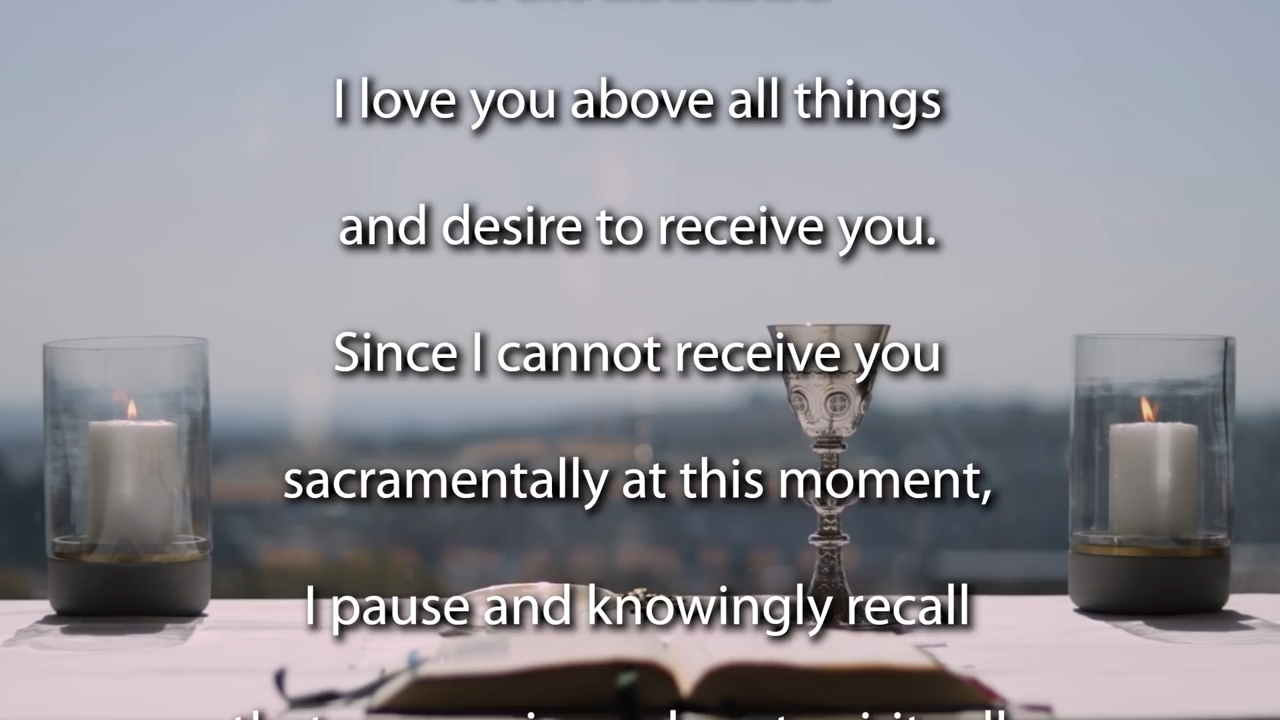 I love you above all things
and desire to receive you.
Since I cannot receive you
sacramentally at this moment,
I pause and knowingly recall